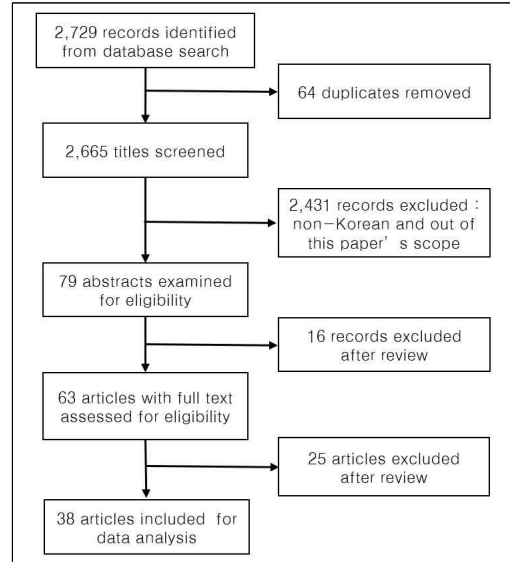 2,729 records identified
from database search
64 duplicates removed
2,665 titles screened
2,431 records excluded :
non-Korean and out of
this paper's scope
79 abstracts examined
for eligibility
16 records excluded
after review
63 articles with full text
assessed for eligibility
25 articles excluded
after review
38 articles included for
data analysis